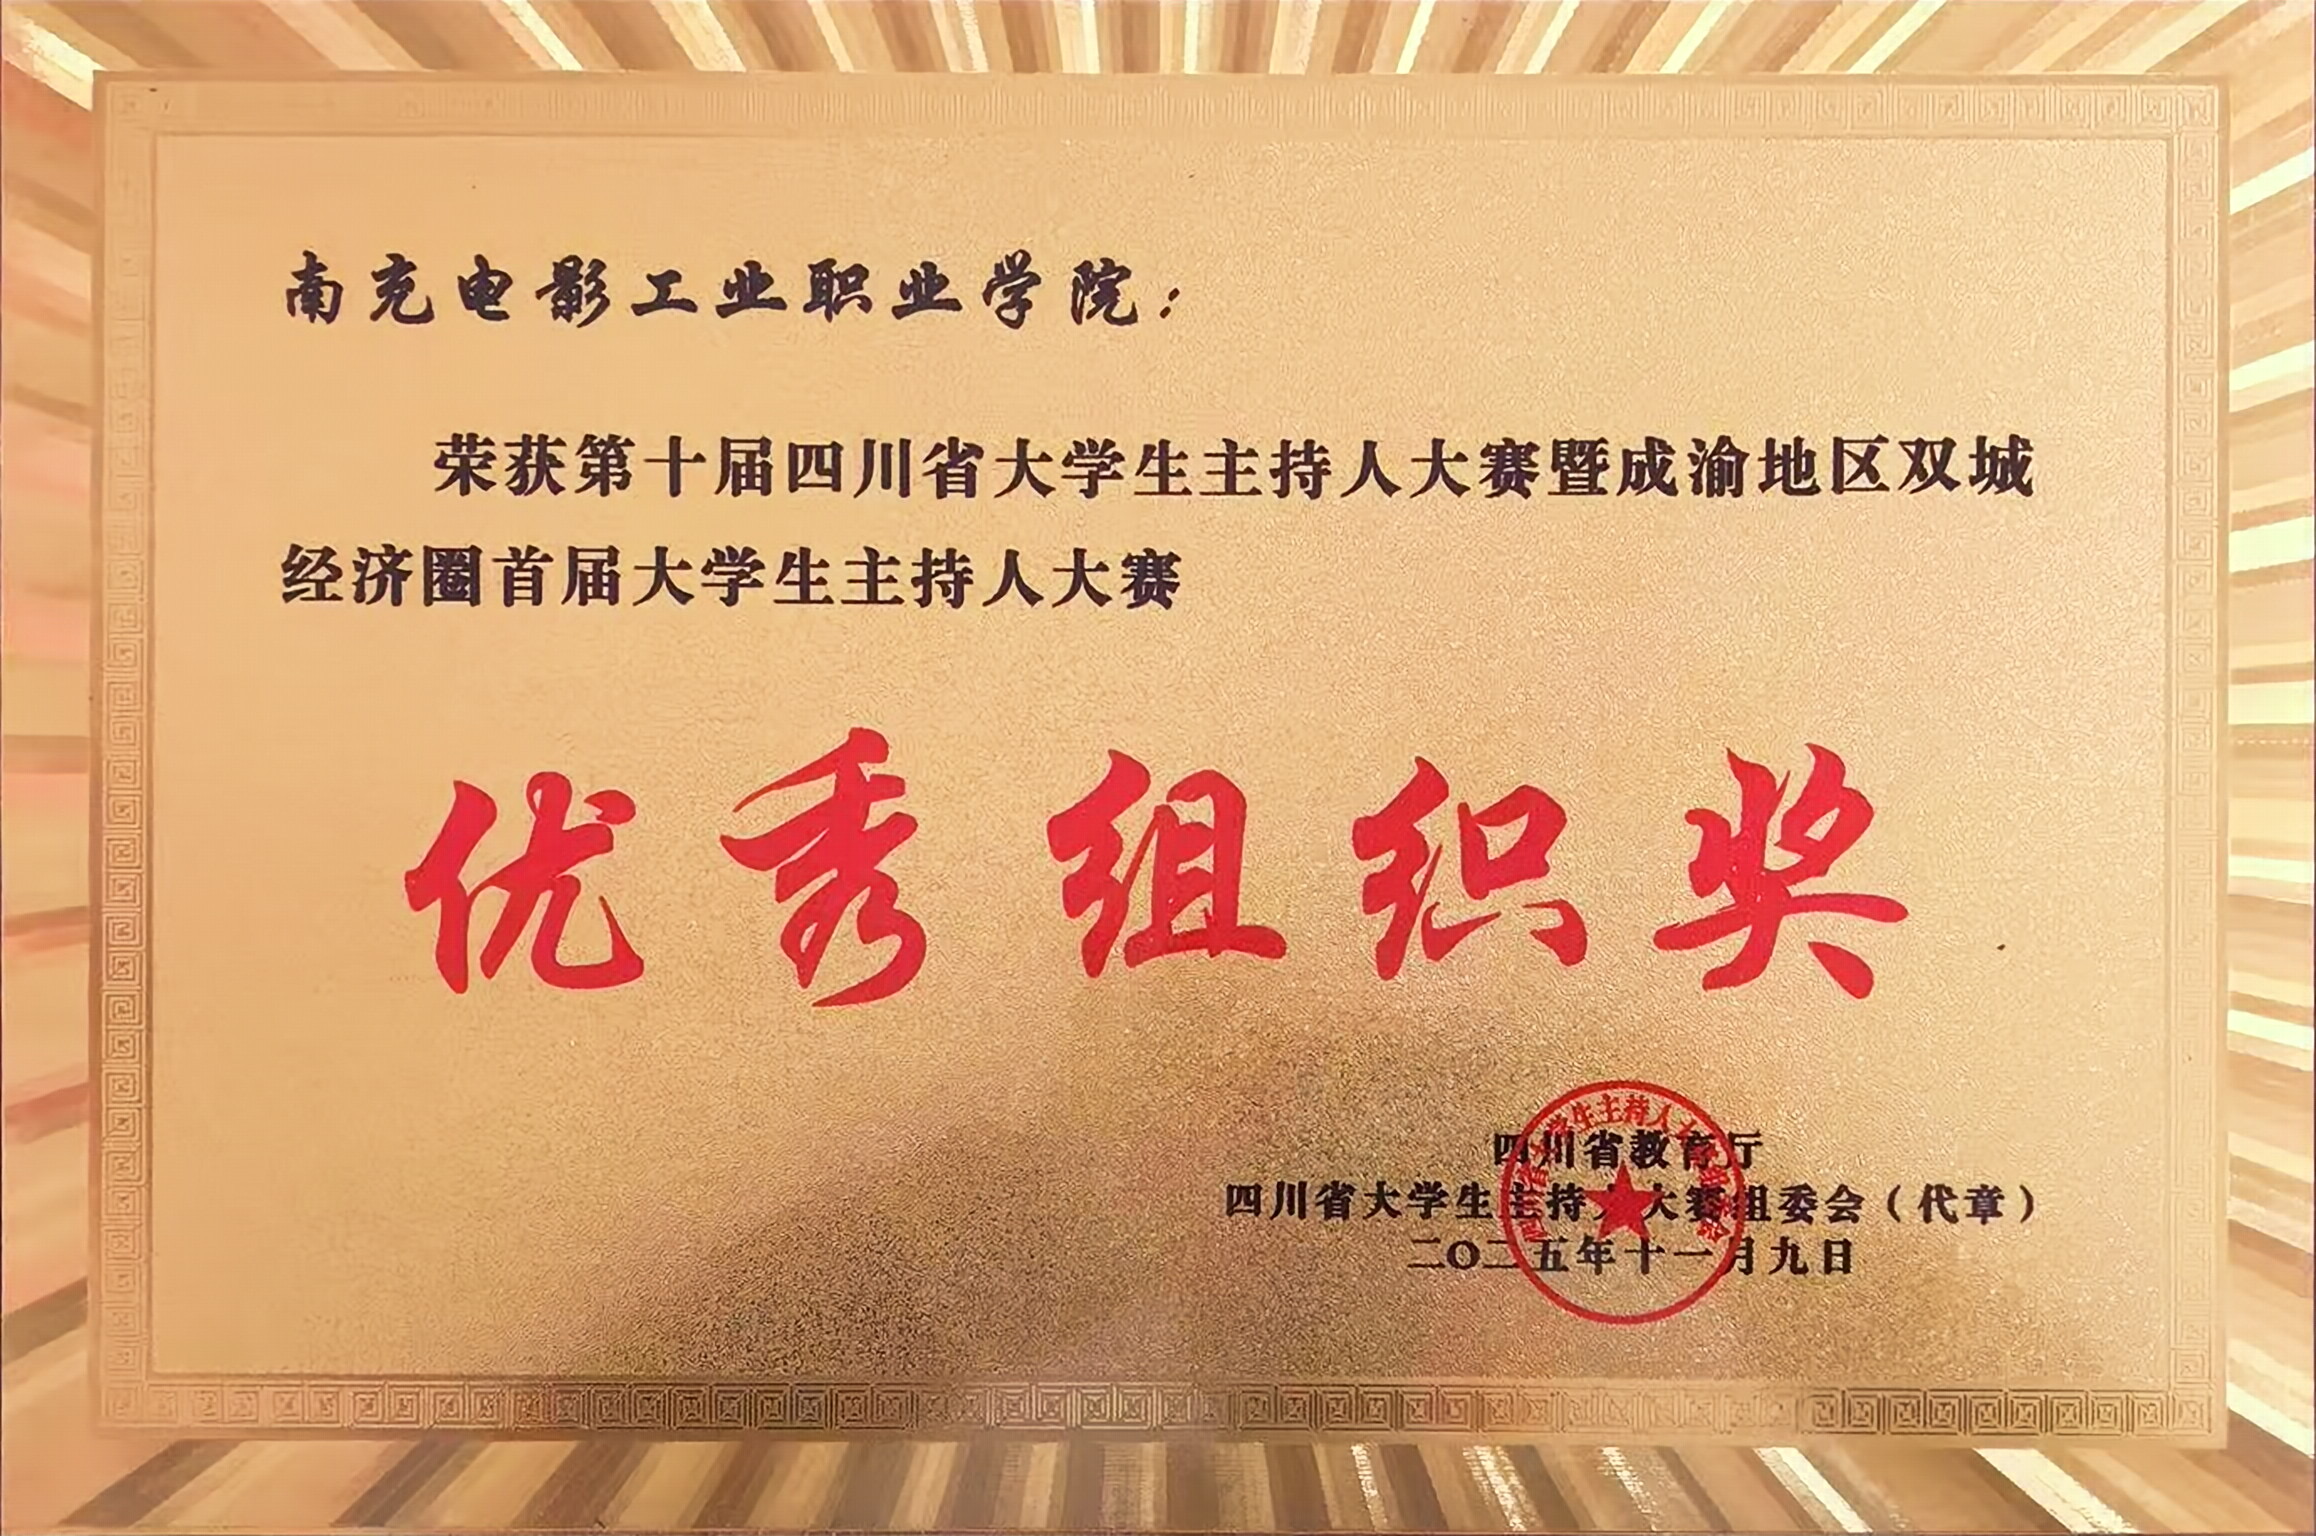 南充电影工业职业学院：
荣获第十届四川省大学生主持人大赛暨成渝地区双城
经济圈首届大学生主持人大赛
优秀组织奖
四川省教育厅
四川省大学生主持人大赛组委会（代章）
二〇二五年十一月九日